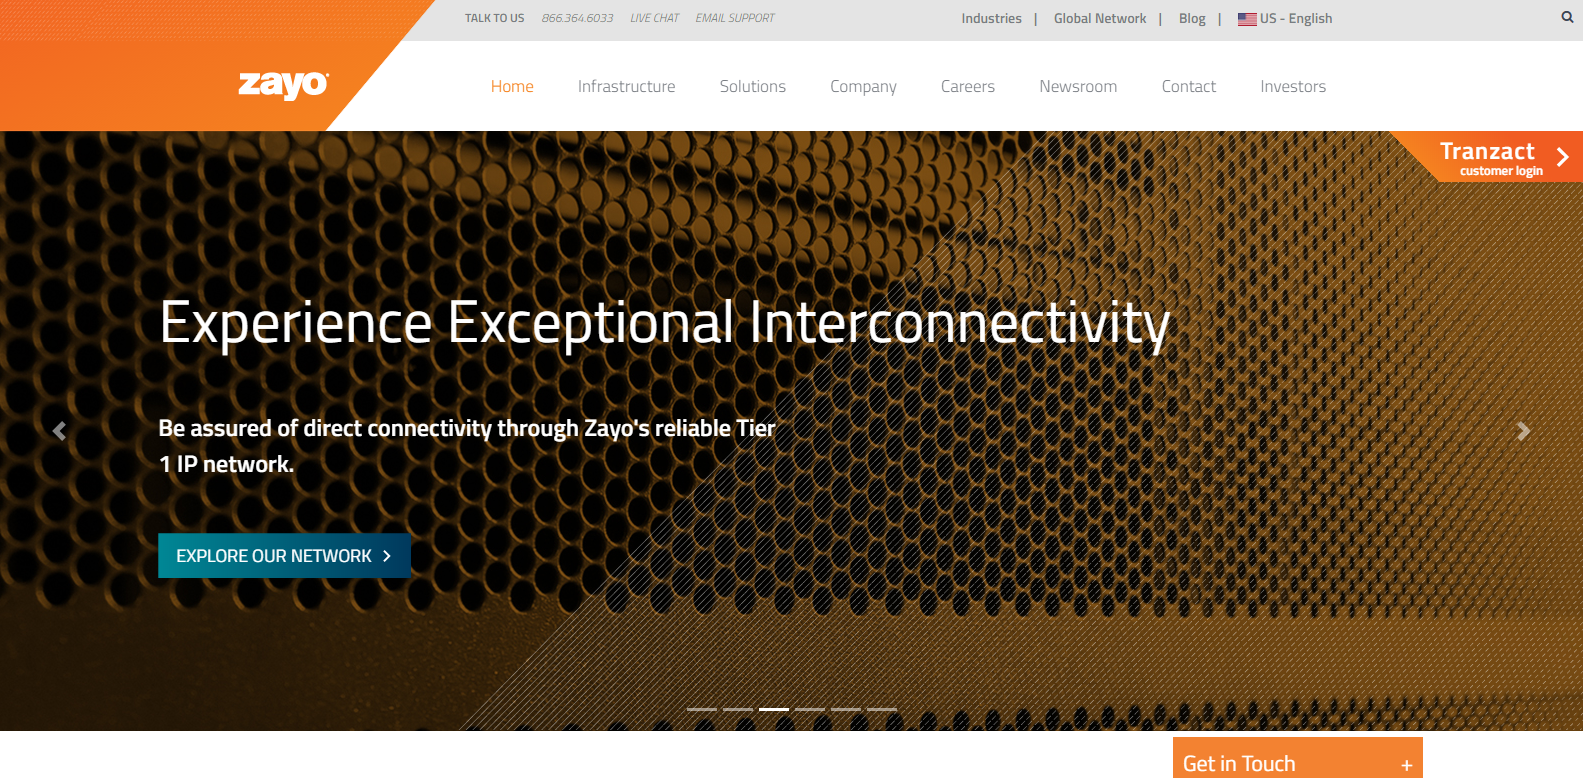 TALK TO US 866.364.6033 LIVE CHAT EMAIL SUPPORT Industries | Global Network | Blog | US - English
zayo
Home Infrastructure Solutions Company Careers Newsroom Contact Investors
Tranzact
customer login
Experience Exceptional Interconnectivity
Be assured of direct connectivity through Zayo's reliable Tier
1 IP network.
EXPLORE OUR NETWORK
Get in Touch +